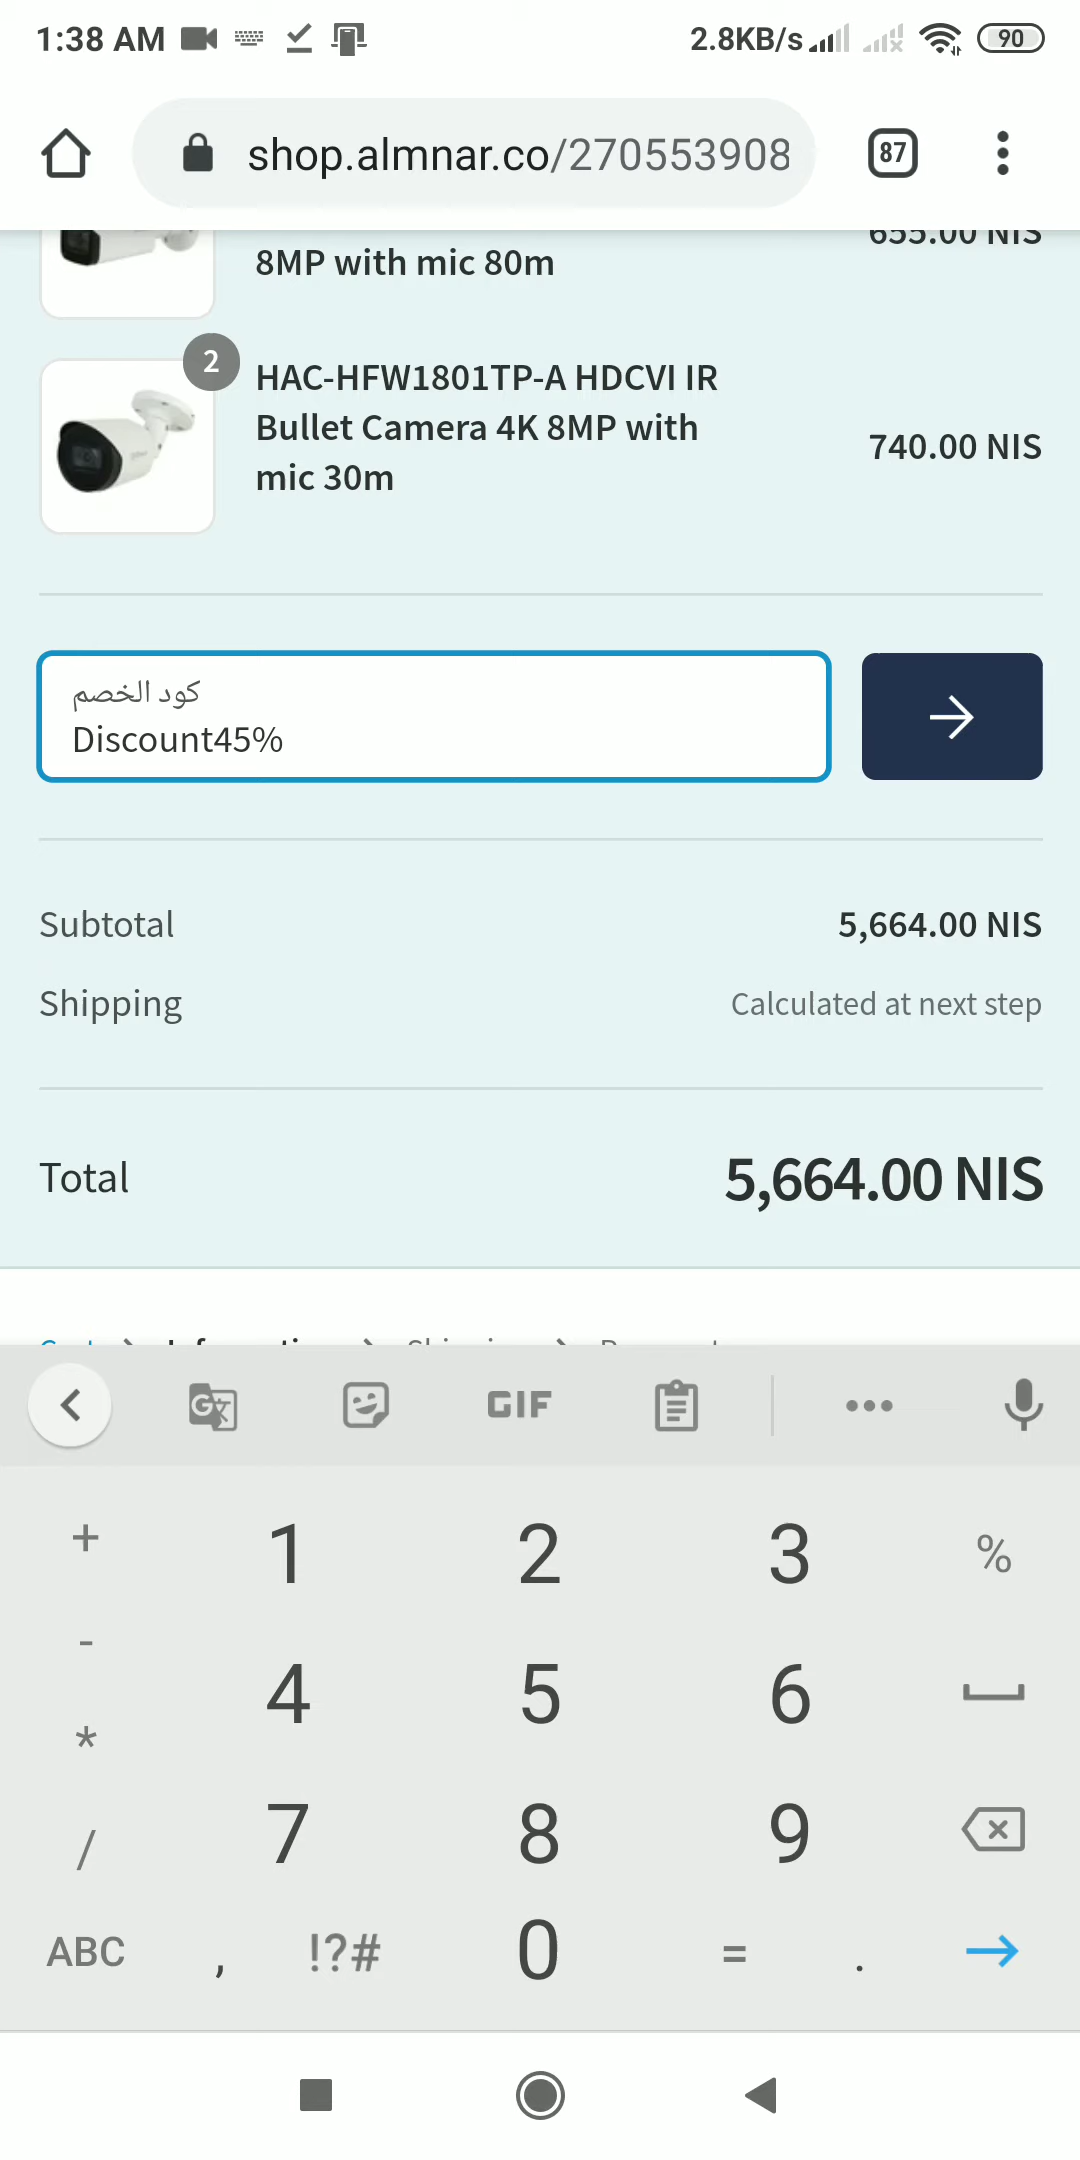 1:38 AM
2.8KB/s
90
shop.almnar.co/270553908
87
655.00 NIS
8MP with mic 80m
2
HAC-HFW1801TP-A HDCVI IR
Bullet Camera 4K 8MP with
mic 30m
740.00 NIS
كود الخصم
Discount45%
Subtotal
5,664.00 NIS
Shipping
Calculated at next step
Total
5,664.00 NIS
GIF
+ 1 2 3 %
- 4 5 6
*
/ 7 8 9
ABC , !?# 0 = .